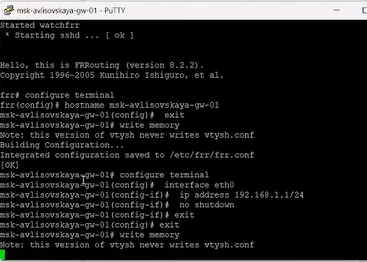 msk-avlisovskaya-gw-01 - PuTTY
Started watchfrr
* Starting sshd ... [ ok ]
Hello, this is FRRouting (version 8.2.2).
Copyright 1996-2005 Kunihiro Ishiguro, et al.
frr# configure terminal
frr(config)# hostname msk-avlisovskaya-gw-01
msk-avlisovskaya-gw-01(config)# exit
msk-avlisovskaya-gw-01# write memory
Note: this version of vtysh never writes vtysh.conf
Building Configuration...
Integrated configuration saved to /etc/frr/frr.conf
[OK]
msk-avlisovskaya-gw-01# configure terminal
msk-avlisovskaya-gw-01(config)# interface eth0
msk-avlisovskaya-gw-01(config-if)# ip address 192.168.1.1/24
msk-avlisovskaya-gw-01(config-if)# no shutdown
msk-avlisovskaya-gw-01(config-if)# exit
msk-avlisovskaya-gw-01(config)# exit
msk-avlisovskaya-gw-01# write memory
Note: this version of vtysh never writes vtysh.conf